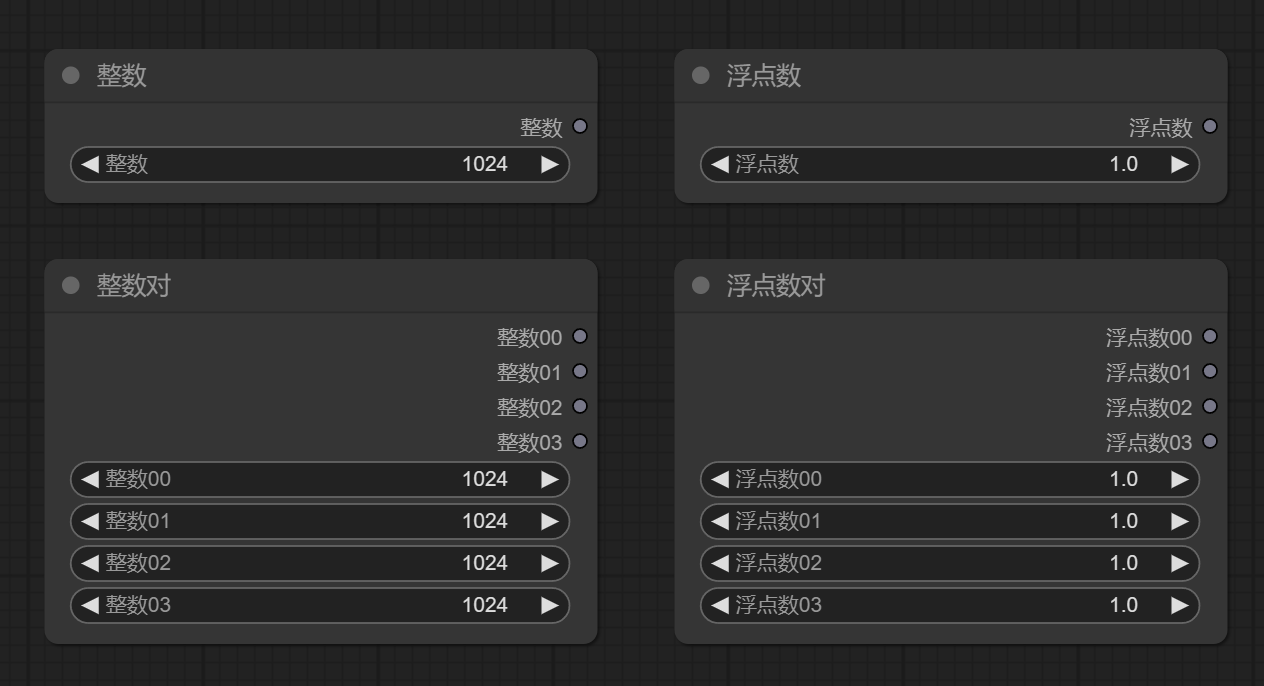 整数
整数
整数 1024
浮点数
浮点数
浮点数 1.0
整数对
整数00
整数01
整数02
整数03
整数00 1024
整数01 1024
整数02 1024
整数03 1024
浮点数对
浮点数00
浮点数01
浮点数02
浮点数03
浮点数00 1.0
浮点数01 1.0
浮点数02 1.0
浮点数03 1.0